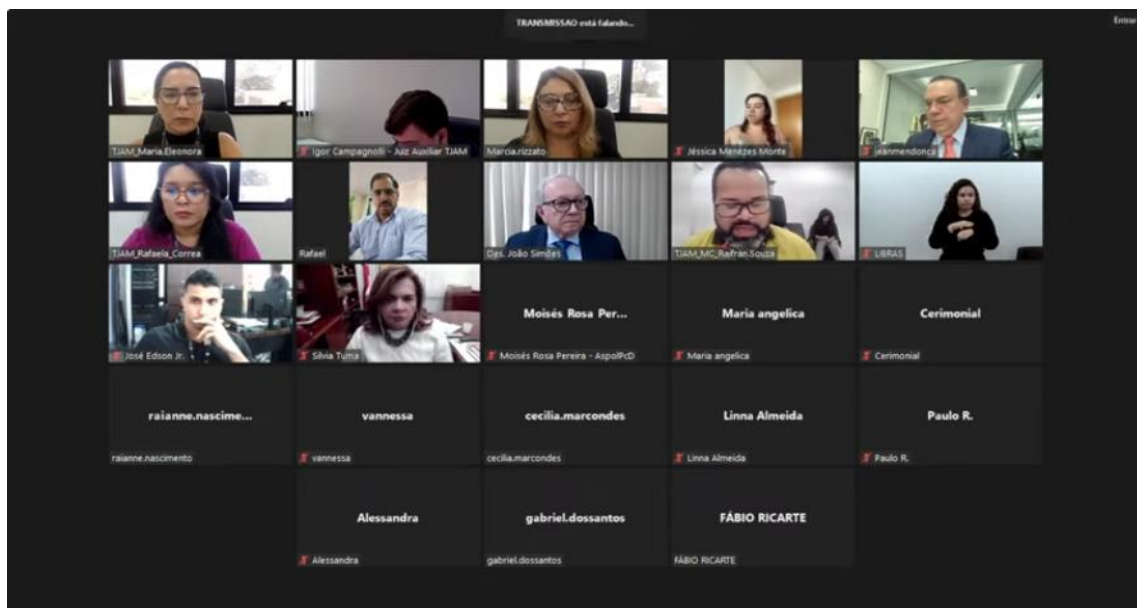 TRANSMISSAO está falando...
Entrar
TJAM_Maria.Eleonora
Igor Campagnolli - Juiz Auxiliar TJAM
Marcia.rizzato
Jéssica Menezes Monte
jeanmendonça
TJAM_Rafaela_Correa
Rafael
Des. João Simões
TJAM_MC_Raifran.Souza
LIBRAS
José Edson Jr.
Silvia Tuma
Moisés Rosa Per...
Moisés Rosa Pereira - AspolPcD
Maria angelica
Maria angelica
Cerimonial
Cerimonial
raianne.nascime...
raianne.nascimento
vannessa
vannessa
cecilia.marcondes
cecilia.marcondes
Linna Almeida
Linna Almeida
Paulo R.
Paulo R.
Alessandra
Alessandra
gabriel.dossantos
gabriel.dossantos
FÁBIO RICARTE
FÁBIO RICARTE